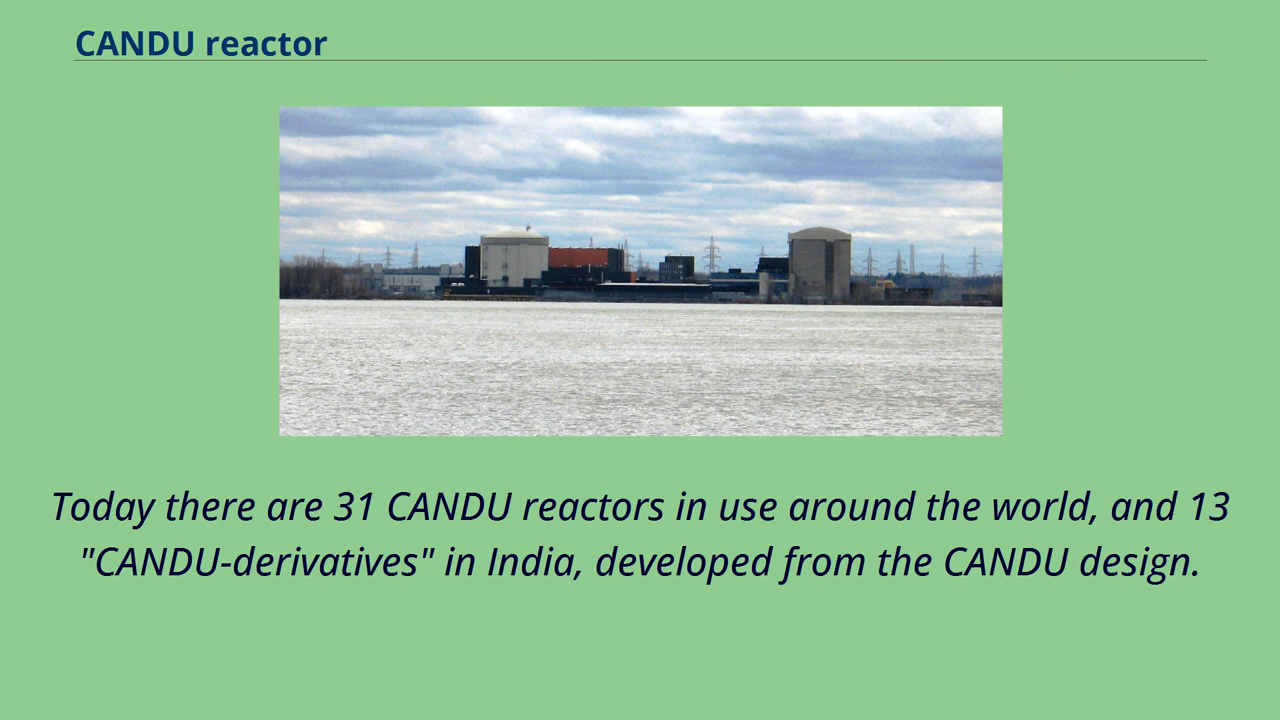 CANDU reactor
Today there are 31 CANDU reactors in use around the world, and 13
"CANDU-derivatives" in India, developed from the CANDU design.